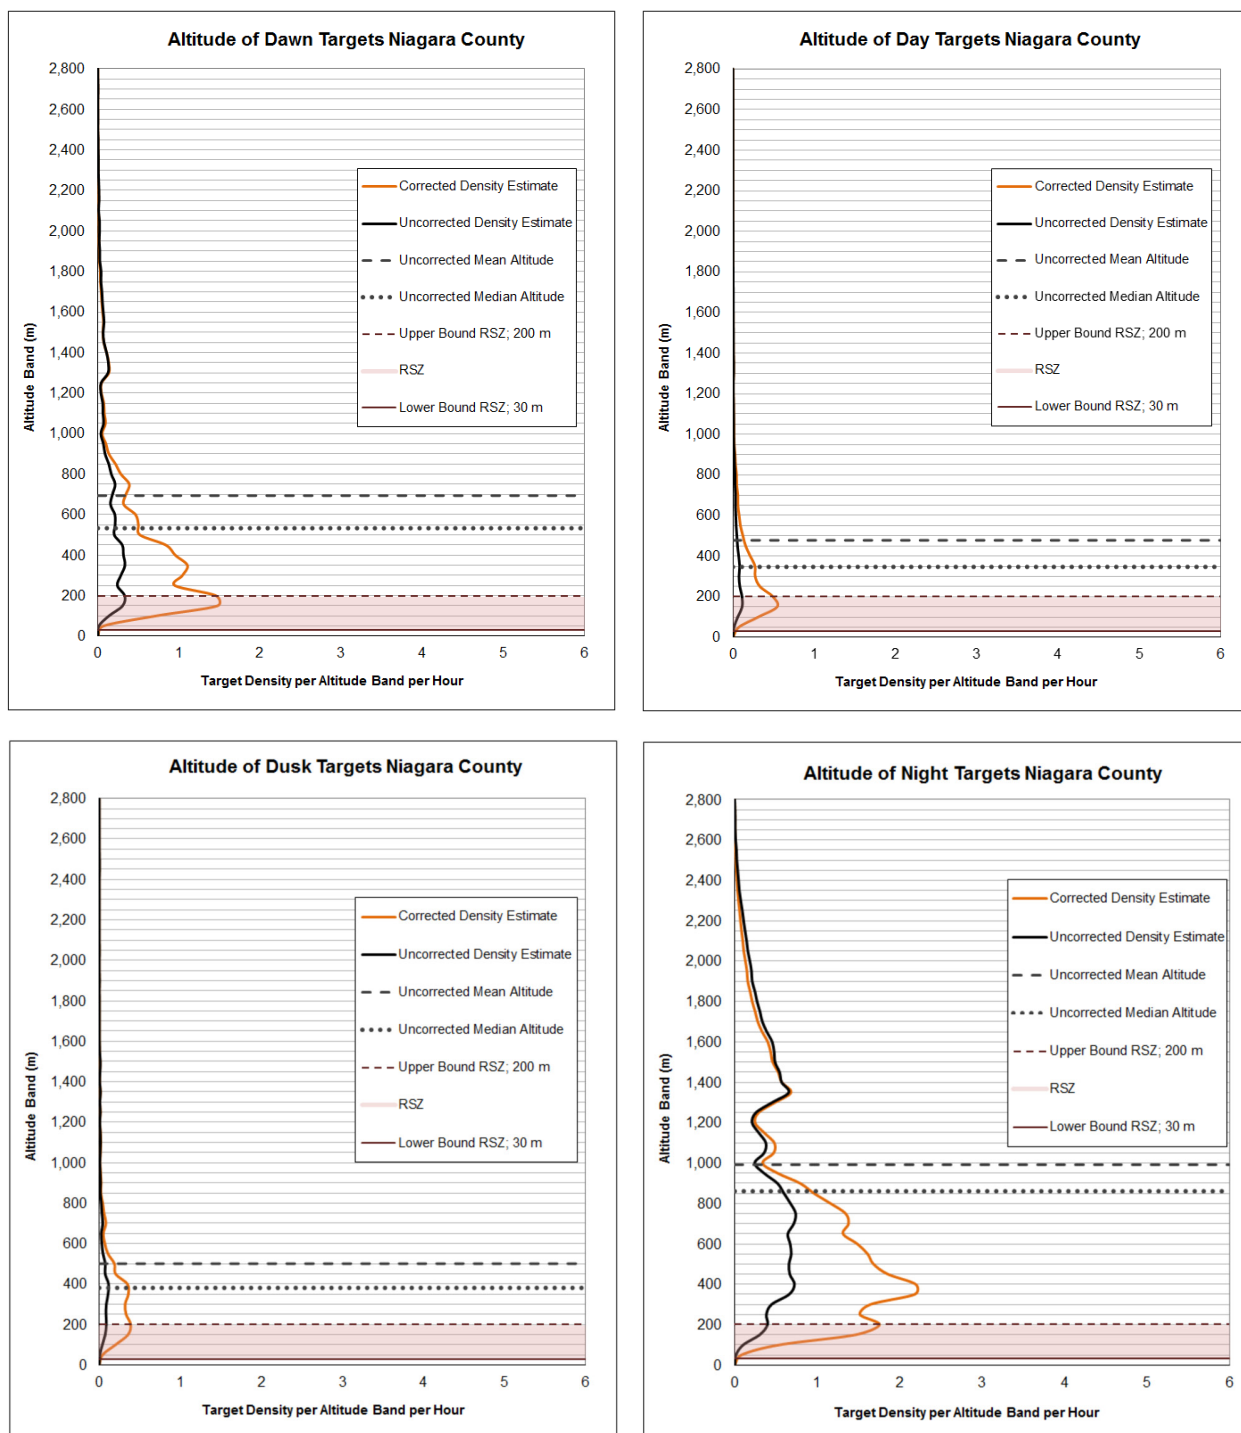 Altitude of Dawn Targets Niagara County
2,800
2,600
2,400
2,200
2,000
1,800
1,600
1,400
1,200
1,000
800
600
400
200
0
Altitude Band (m)
Corrected Density Estimate
Uncorrected Density Estimate
Uncorrected Mean Altitude
Uncorrected Median Altitude
Upper Bound RSZ; 200 m
RSZ
Lower Bound RSZ; 30 m
0 1 2 3 4 5 6
Target Density per Altitude Band per Hour
Altitude of Day Targets Niagara County
2,800
2,600
2,400
2,200
2,000
1,800
1,600
1,400
1,200
1,000
800
600
400
200
0
Altitude Band (m)
Corrected Density Estimate
Uncorrected Density Estimate
Uncorrected Mean Altitude
Uncorrected Median Altitude
Upper Bound RSZ; 200 m
RSZ
Lower Bound RSZ; 30 m
0 1 2 3 4 5 6
Target Density per Altitude Band per Hour
Altitude of Dusk Targets Niagara County
2,800
2,600
2,400
2,200
2,000
1,800
1,600
1,400
1,200
1,000
800
600
400
200
0
Altitude Band (m)
Corrected Density Estimate
Uncorrected Density Estimate
Uncorrected Mean Altitude
Uncorrected Median Altitude
Upper Bound RSZ; 200 m
RSZ
Lower Bound RSZ; 30 m
0 1 2 3 4 5 6
Target Density per Altitude Band per Hour
Altitude of Night Targets Niagara County
2,800
2,600
2,400
2,200
2,000
1,800
1,600
1,400
1,200
1,000
800
600
400
200
0
Altitude Band (m)
Corrected Density Estimate
Uncorrected Density Estimate
Uncorrected Mean Altitude
Uncorrected Median Altitude
Upper Bound RSZ; 200 m
RSZ
Lower Bound RSZ; 30 m
0 1 2 3 4 5 6
Target Density per Altitude Band per Hour